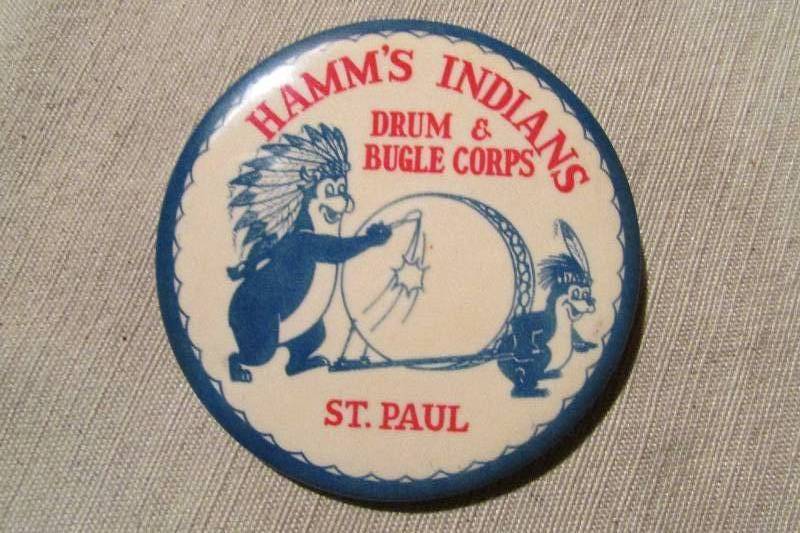 HAMM'S INDIANS
DRUM &
BUGLE CORPS
ST. PAUL